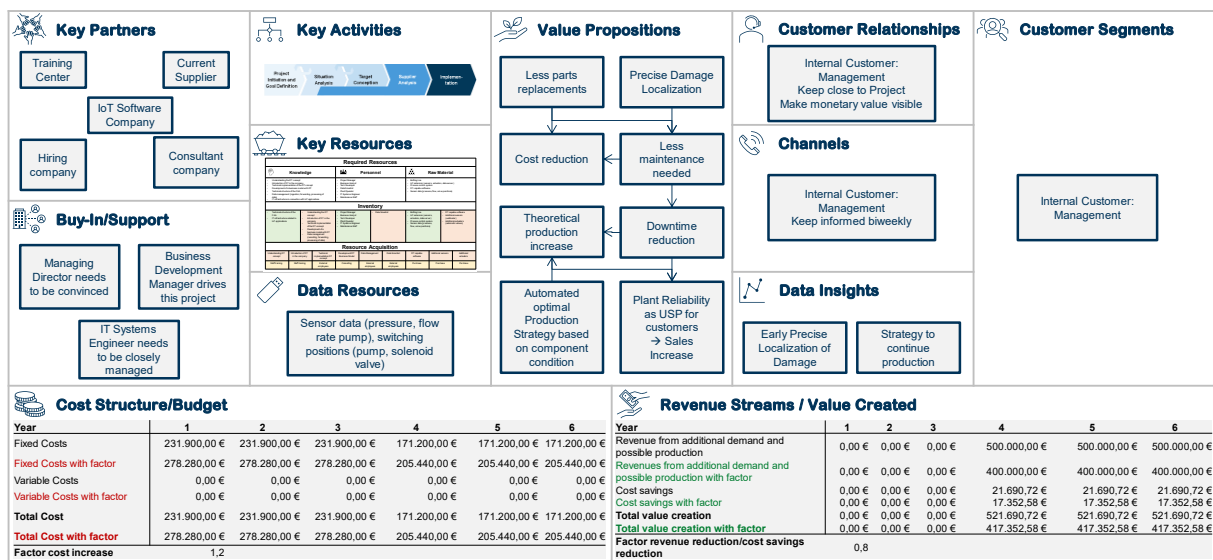 Key Partners
Training
Center
Current
Supplier
IoT Software
Company
Hiring
company
Consultant
company
Buy-In/Support
Managing
Director needs
to be convinced
Business
Development
Manager drives
this project
IT Systems
Engineer needs
to be closely
managed
Key Activities
Project
Initiation and
Goal Definition
Situation
Analysis
Target
Conception
Supplier
Analysis
Implemen-
tation
Key Resources
Required Resources
Knowledge
Personnel
Raw Material
Inventory
Resource Acquisition
Data Resources
Sensor data (pressure, flow
rate pump), switching
positions (pump, solenoid
valve)
Value Propositions
Less parts
replacements
Precise Damage
Localization
Cost reduction
Less
maintenance
needed
Theoretical
production
increase
Downtime
reduction
Automated
optimal
Production
Strategy based
on component
condition
Plant Reliability
as USP for
customers
→ Sales
Increase
Customer Relationships
Internal Customer:
Management
Keep close to Project
Make monetary value visible
Channels
Internal Customer:
Management
Keep informed biweekly
Data Insights
Early Precise
Localization of
Damage
Strategy to
continue
production
Customer Segments
Internal Customer:
Management
Cost Structure/Budget
Year 1 2 3 4 5 6
Fixed Costs 231.900,00 € 231.900,00 € 231.900,00 € 171.200,00 € 171.200,00 € 171.200,00 €
Fixed Costs with factor 278.280,00 € 278.280,00 € 278.280,00 € 205.440,00 € 205.440,00 € 205.440,00 €
Variable Costs 0,00 € 0,00 € 0,00 € 0,00 € 0,00 € 0,00 €
Variable Costs with factor 0,00 € 0,00 € 0,00 € 0,00 € 0,00 € 0,00 €
Total Cost 231.900,00 € 231.900,00 € 231.900,00 € 171.200,00 € 171.200,00 € 171.200,00 €
Total Cost with factor 278.280,00 € 278.280,00 € 278.280,00 € 205.440,00 € 205.440,00 € 205.440,00 €
Factor cost increase 1,2
Revenue Streams / Value Created
Year 1 2 3 4 5 6
Revenue from additional demand and
possible production 0,00 € 0,00 € 0,00 € 500.000,00 € 500.000,00 € 500.000,00 €
Revenues from additional demand and
possible production with factor 0,00 € 0,00 € 0,00 € 400.000,00 € 400.000,00 € 400.000,00 €
Cost savings 0,00 € 0,00 € 0,00 € 21.690,72 € 21.690,72 € 21.690,72 €
Cost savings with factor 0,00 € 0,00 € 0,00 € 17.352,58 € 17.352,58 € 17.352,58 €
Total value creation 0,00 € 0,00 € 0,00 € 521.690,72 € 521.690,72 € 521.690,72 €
Total value creation with factor 0,00 € 0,00 € 0,00 € 417.352,58 € 417.352,58 € 417.352,58 €
Factor revenue reduction/cost savings
reduction 0,8